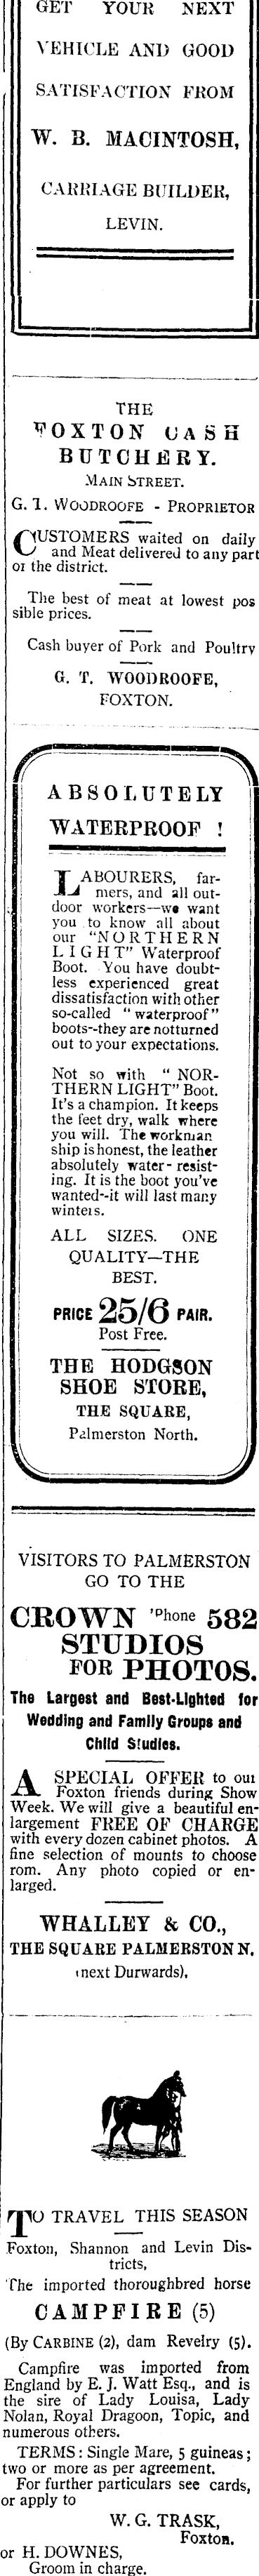 GET YOUR NEXT
VEHICLE AND GOOD
SATISFACTION FROM
W. B. MACINTOSH,
CARRIAGE BUILDER,
LEVIN.
THE
FOXTON CASH
BUTCHERY.
MAIN STREET.
G. T. WOODROOFE - PROPRIETOR
CUSTOMERS waited on daily
and Meat delivered to any part
of the district.
The best of meat at lowest pos
sible prices.
Cash buyer of Pork and Poultry
G. T. WOODROOFE,
FOXTON.
ABSOLUTELY
WATERPROOF !
LABOURERS, far-
mers, and all out-
door workers—we want
you to know all about
our "NORTHERN
LIGHT" Waterproof
Boot. You have doubt-
less experienced great
dissatisfaction with other
so-called "waterproof"
boots--they are not turned
out to your expectations.
Not so with "NOR-
THERN LIGHT" Boot.
It's a champion. It keeps
the feet dry, walk where
you will. The workman
ship is honest, the leather
absolutely water-resist-
ing. It is the boot you've
wanted--it will last many
winters.
ALL SIZES. ONE
QUALITY—THE
BEST.
PRICE 25/6 PAIR.
Post Free.
THE HODGSON
SHOE STORE,
THE SQUARE,
Palmerston North.
VISITORS TO PALMERSTON
GO TO THE
CROWN 'Phone 582
STUDIOS
FOR PHOTOS.
The Largest and Best-Lighted for
Wedding and Family Groups and
Child Studies.
A SPECIAL OFFER to our
Foxton friends during Show
Week. We will give a beautiful en-
largement FREE OF CHARGE
with every dozen cabinet photos. A
fine selection of mounts to choose
rom. Any photo copied or en-
larged.
WHALLEY & CO.,
THE SQUARE PALMERSTON N.
(next Durwards),
TO TRAVEL THIS SEASON
Foxton, Shannon and Levin Dis-
tricts,
The imported thoroughbred horse
CAMPFIRE (5)
(By CARBINE (2), dam Revelry (5).
Campfire was imported from
England by E. J. Watt Esq., and is
the sire of Lady Louisa, Lady
Nolan, Royal Dragoon, Topic, and
numerous others.
TERMS : Single Mare, 5 guineas;
two or more as per agreement.
For further particulars see cards,
or apply to
W. G. TRASK,
Foxton.
or H. DOWNES,
Groom in charge.